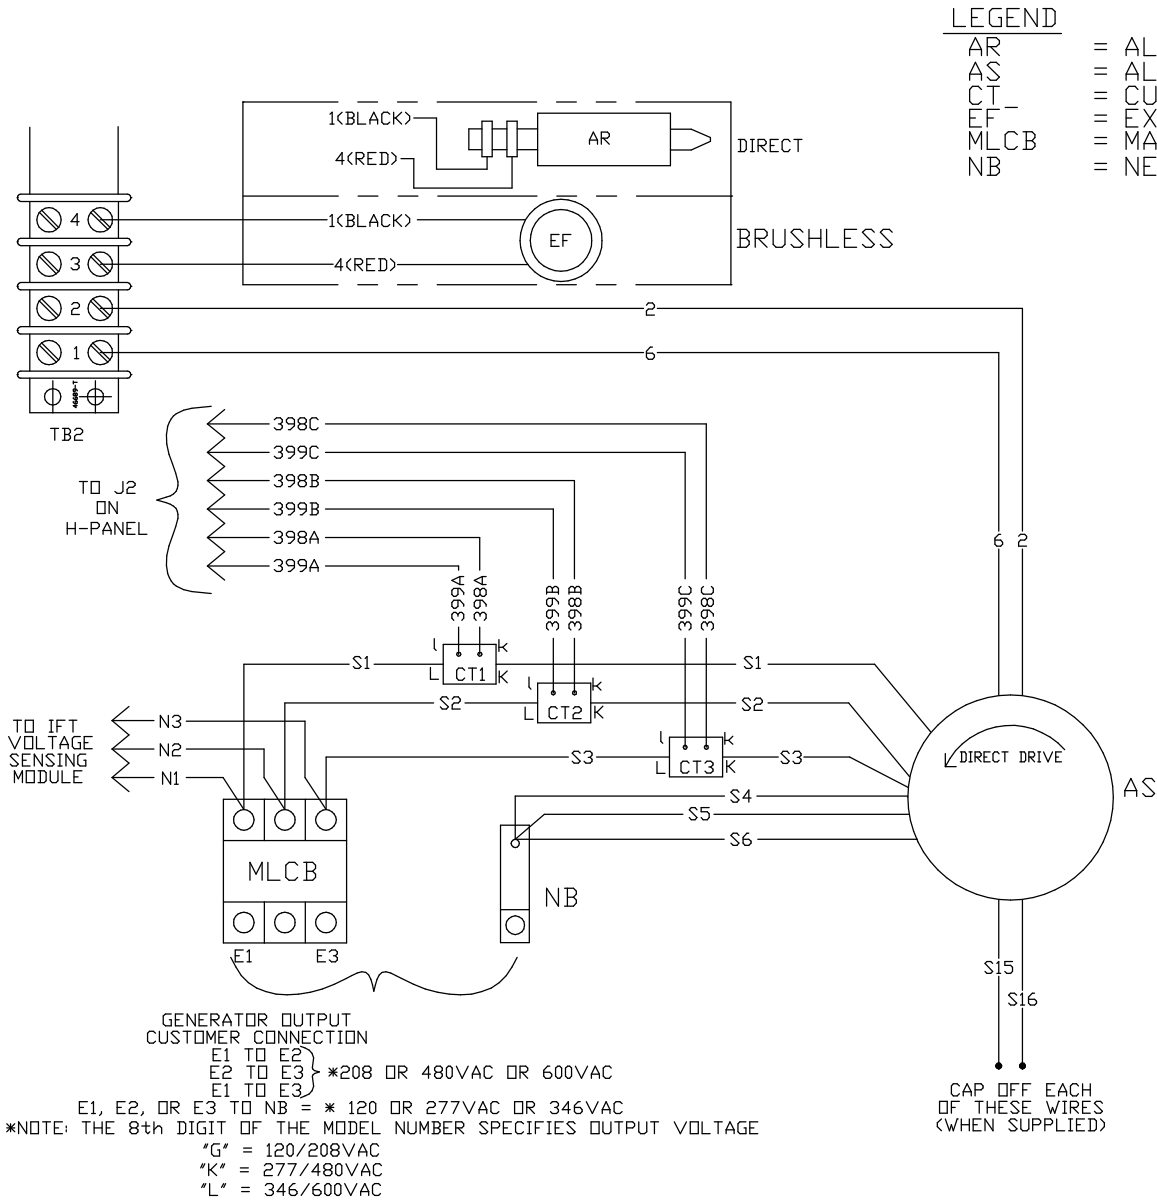 LEGEND
AR = AL
AS = AL
CT_ = CU
EF = EX
MLCB = MA
NB = NE
1(BLACK)
4(RED)
AR
DIRECT
4
1(BLACK)
EF
BRUSHLESS
3
4(RED)
2
2
1
6
TB2
398C
399C
398B
399B
398A
399A
TO J2
ON
H-PANEL
6 2
399A
398A
399B
398B
399C
398C
l k
L CT1 K
S1
S1
l k
L CT2 K
S2
S2
l k
L CT3 K
S3
S3
TO IFT
VOLTAGE
SENSING
MODULE
N3
N2
N1
DIRECT DRIVE
AS
S4
S5
S6
MLCB
NB
E1
E3
S15
S16
GENERATOR OUTPUT
CUSTOMER CONNECTION
E1 TO E2
E2 TO E3
E1 TO E3
*208 OR 480VAC OR 600VAC
E1, E2, OR E3 TO NB = * 120 OR 277VAC OR 346VAC
*NOTE: THE 8th DIGIT OF THE MODEL NUMBER SPECIFIES OUTPUT VOLTAGE
"G" = 120/208VAC
"K" = 277/480VAC
"L" = 346/600VAC
CAP OFF EACH
OF THESE WIRES
(WHEN SUPPLIED)